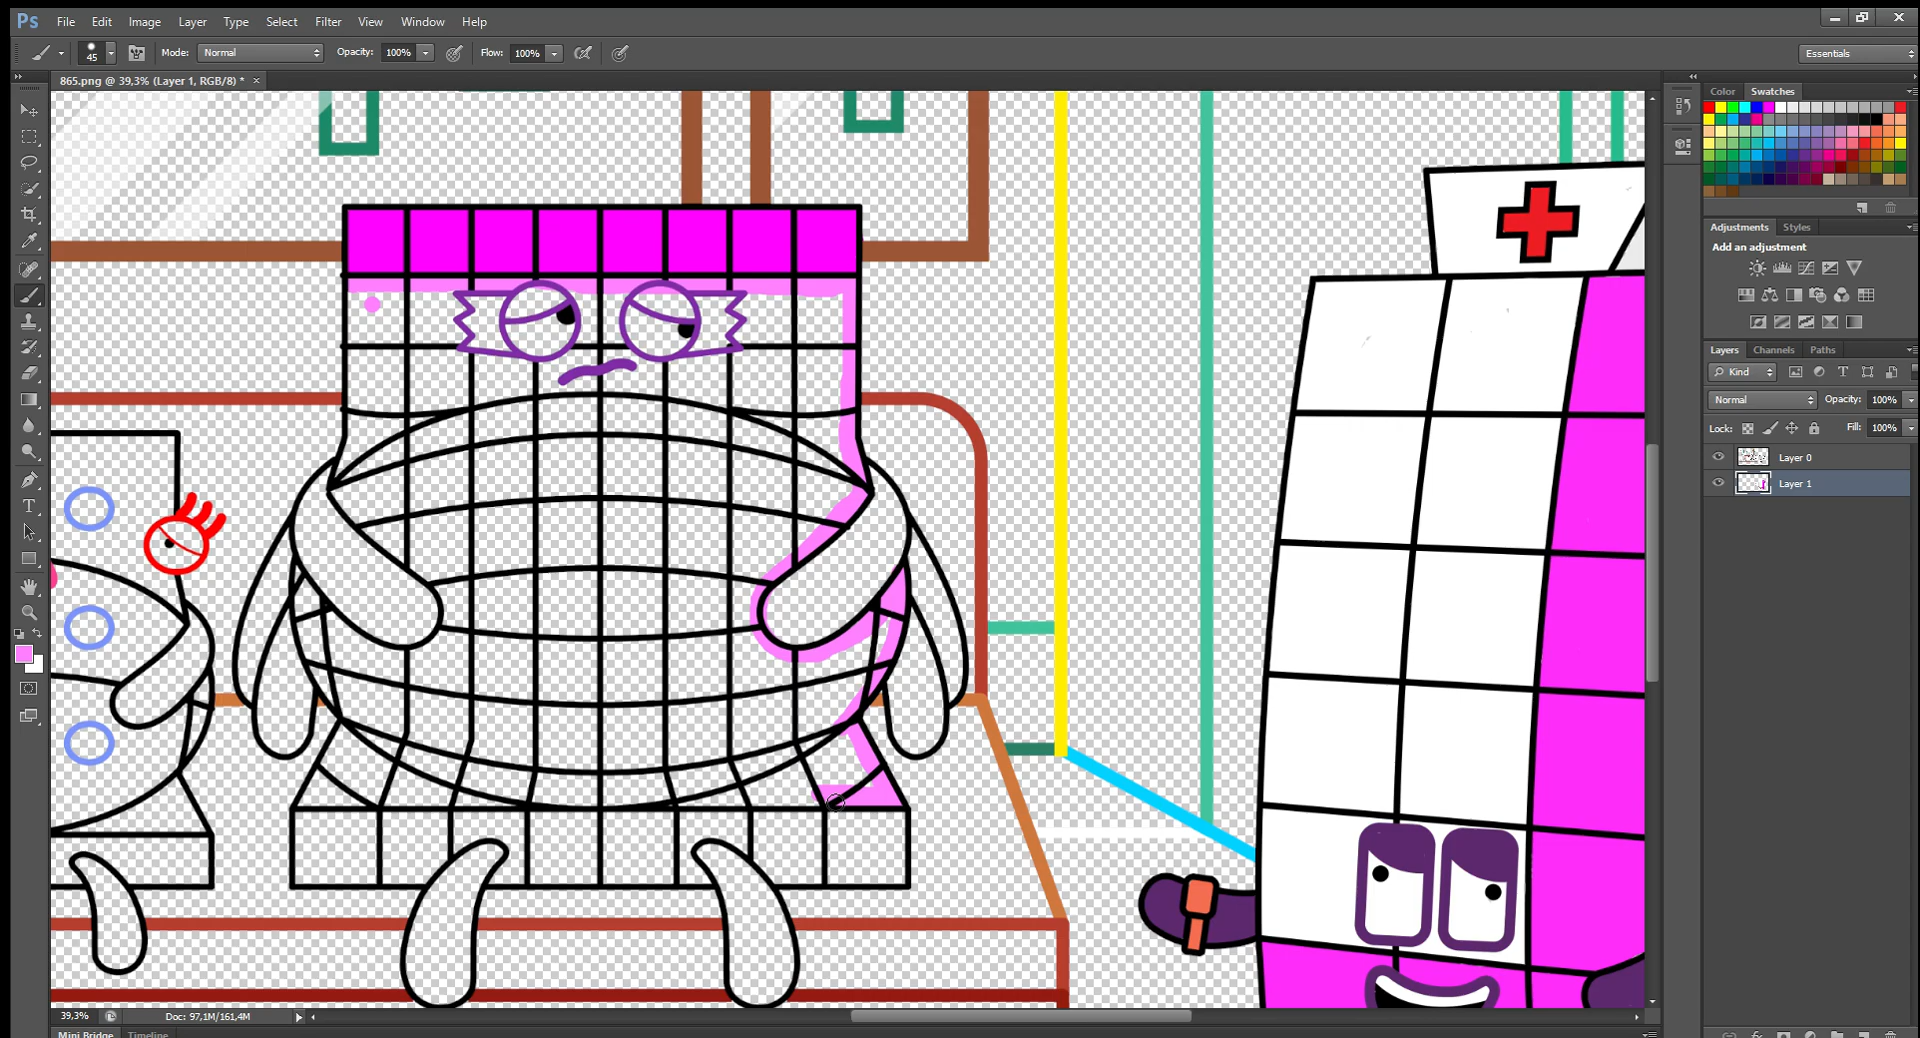 Ps File Edit Image Layer Type Select Filter View Window Help
45 Mode: Normal Opacity: 100% Flow: 100% Essentials
865.png @ 39,3% (Layer 1, RGB/8) * ×
Color Swatches
Adjustments Styles
Add an adjustment
Layers Channels Paths
Kind
Normal Opacity: 100%
Lock: Fill: 100%
Layer 0
Layer 1
39,3% Doc: 97,1M/161,4M
Mini Bridge Timeline